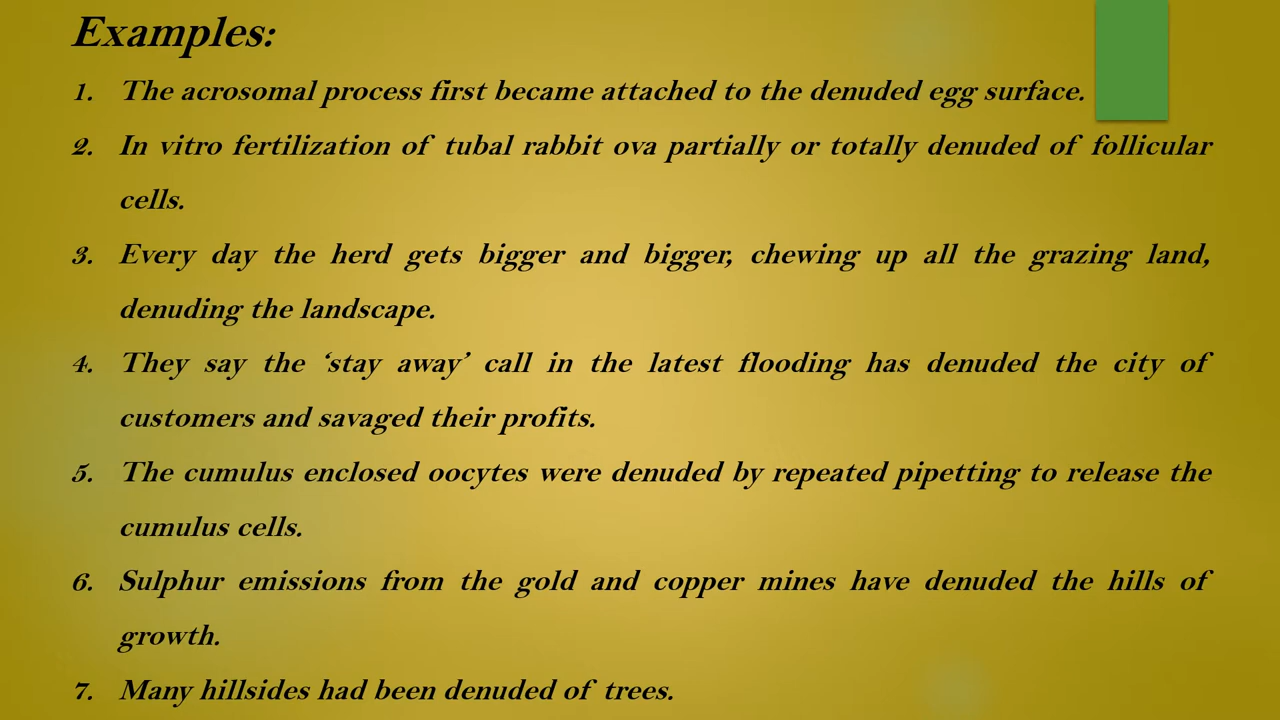 Examples:
1. The acrosomal process first became attached to the denuded egg surface.
2. In vitro fertilization of tubal rabbit ova partially or totally denuded of follicular
cells.
3. Every day the herd gets bigger and bigger, chewing up all the grazing land,
denuding the landscape.
4. They say the ‘stay away’ call in the latest flooding has denuded the city of
customers and savaged their profits.
5. The cumulus enclosed oocytes were denuded by repeated pipetting to release the
cumulus cells.
6. Sulphur emissions from the gold and copper mines have denuded the hills of
growth.
7. Many hillsides had been denuded of trees.